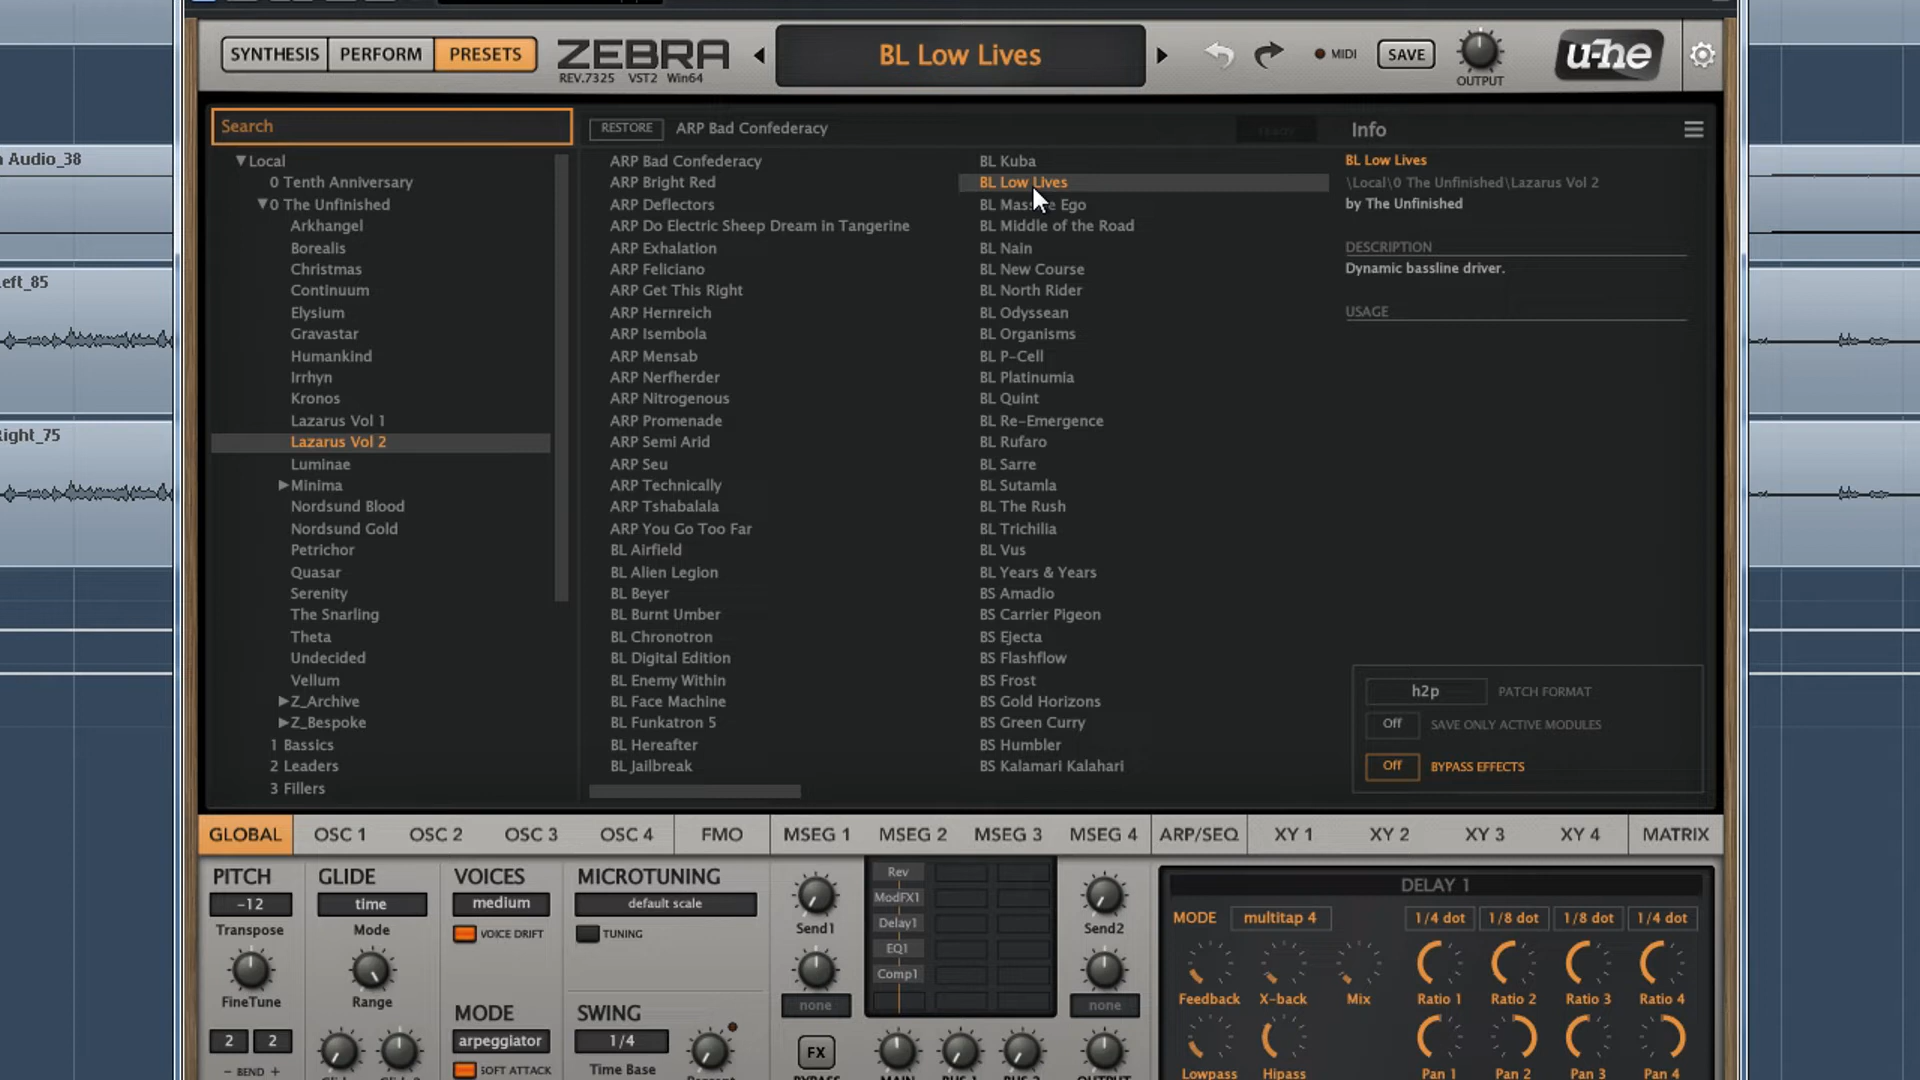 SYNTHESIS PERFORM PRESETS ZEBRA BL Low Lives MIDI SAVE OUTPUT u-he
REV.7325 VST2 Win64
Search RESTORE ARP Bad Confederacy ready Info
Local ARP Bad Confederacy BL Kuba BL Low Lives
0 Tenth Anniversary ARP Bright Red BL Low Lives \Local\0 The Unfinished\Lazarus Vol 2
0 The Unfinished ARP Deflectors BL Massive Ego by The Unfinished
Arkhangel ARP Do Electric Sheep Dream in Tangerine BL Middle of the Road
Borealis ARP Exhalation BL Nain DESCRIPTION
Christmas ARP Feliciano BL New Course Dynamic bassline driver.
Continuum ARP Get This Right BL North Rider
Elysium ARP Hernreich BL Odyssean USAGE
Gravastar ARP Isembola BL Organisms
Humankind ARP Mensab BL P-Cell
Irrhyn ARP Nerfherder BL Platinumia
Kronos ARP Nitrogenous BL Quint
Lazarus Vol 1 ARP Promenade BL Re-Emergence
Lazarus Vol 2 ARP Semi Arid BL Rufaro
Luminae ARP Seu BL Sarre
Minima ARP Technically BL Sutamla
Nordsund Blood ARP Tshabalala BL The Rush
Nordsund Gold ARP You Go Too Far BL Trichilia
Petrichor BL Airfield BL Vus
Quasar BL Alien Legion BL Years & Years
Serenity BL Beyer BS Amadio
The Snarling BL Burnt Umber BS Carrier Pigeon
Theta BL Chronotron BS Ejecta
Undecided BL Digital Edition BS Flashflow
Vellum BL Enemy Within BS Frost h2p PATCH FORMAT
Z_Archive BL Face Machine BS Gold Horizons
Z_Bespoke BL Funkatron 5 BS Green Curry Off SAVE ONLY ACTIVE MODULES
1 Bassics BL Hereafter BS Humbler
2 Leaders BL Jailbreak BS Kalamari Kalahari Off BYPASS EFFECTS
3 Fillers
GLOBAL OSC 1 OSC 2 OSC 3 OSC 4 FMO MSEG 1 MSEG 2 MSEG 3 MSEG 4 ARP/SEQ XY 1 XY 2 XY 3 XY 4 MATRIX
PITCH GLIDE VOICES MICROTUNING Rev DELAY 1
-12 time medium default scale ModFX1 MODE multitap 4 1/4 dot 1/8 dot 1/8 dot 1/4 dot
Transpose Mode VOICE DRIFT TUNING Send1 Delay1 Send2
EQ1
Comp1
FineTune Range none none Feedback X-back Mix Ratio 1 Ratio 2 Ratio 3 Ratio 4
MODE SWING
2 2 arpeggiator 1/4 FX
- BEND + SOFT ATTACK Time Base Lowpass Hipass Pan 1 Pan 2 Pan 3 Pan 4
Audio_38
eft_85
ight_75